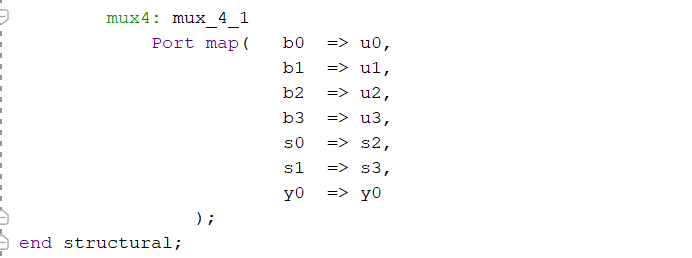 mux4: mux_4_1
Port map( b0 => u0,
b1 => u1,
b2 => u2,
b3 => u3,
s0 => s2,
s1 => s3,
y0 => y0
);
end structural;